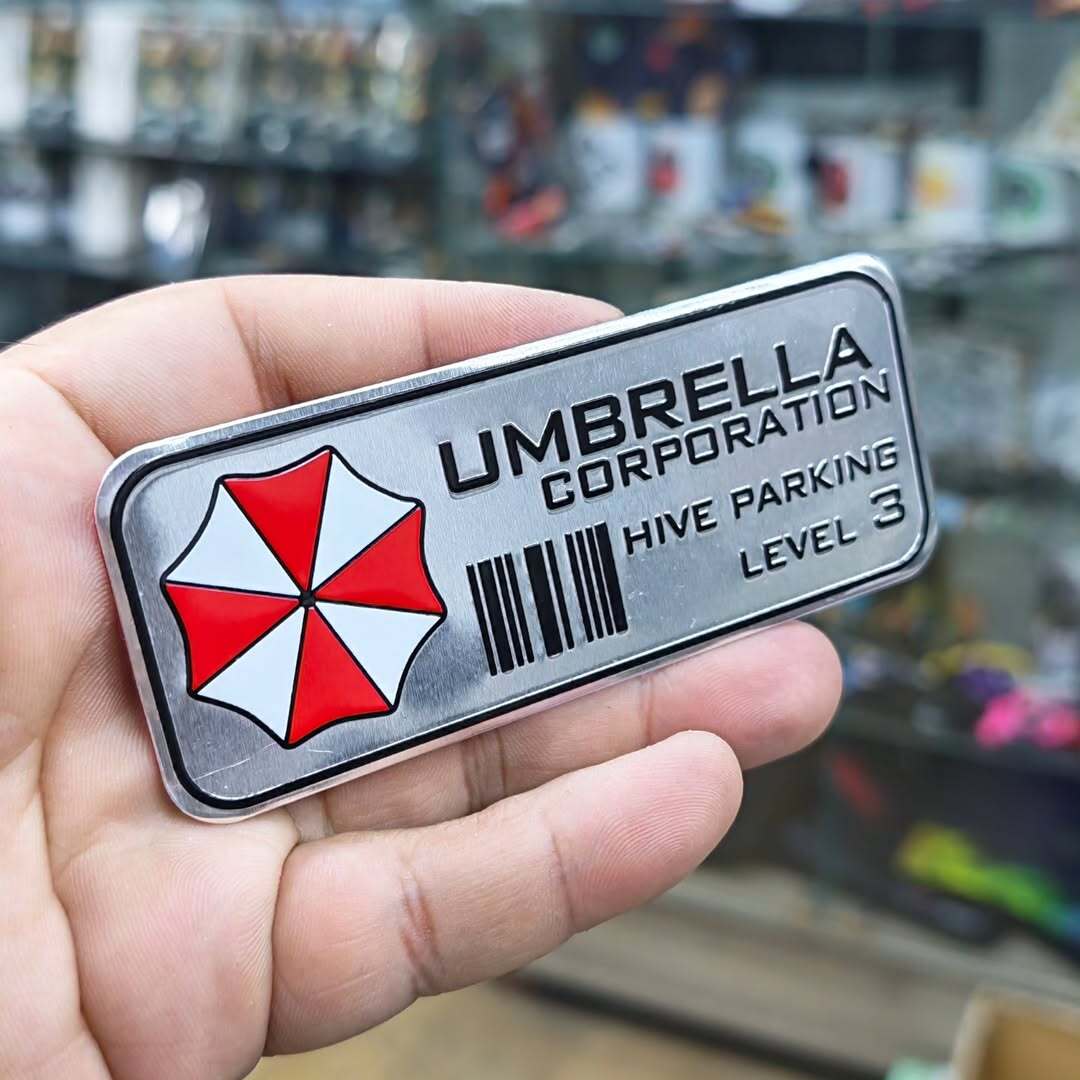 UMBRELLA
CORPORATION
HIVE PARKING
LEVEL 3